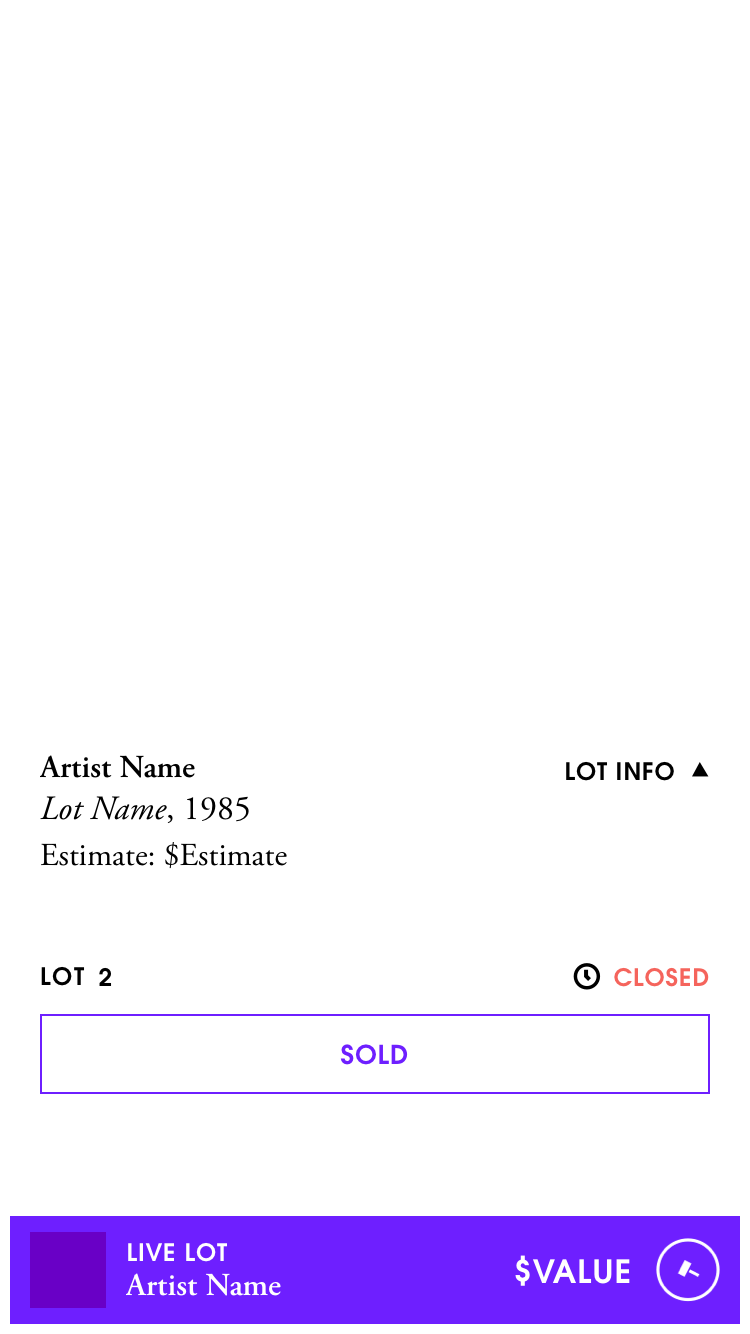 Artist Name
LOT INFO
Lot Name, 1985
Estimate: $Estimate
LOT 2
CLOSED
SOLD
LIVE LOT
Artist Name
$VALUE